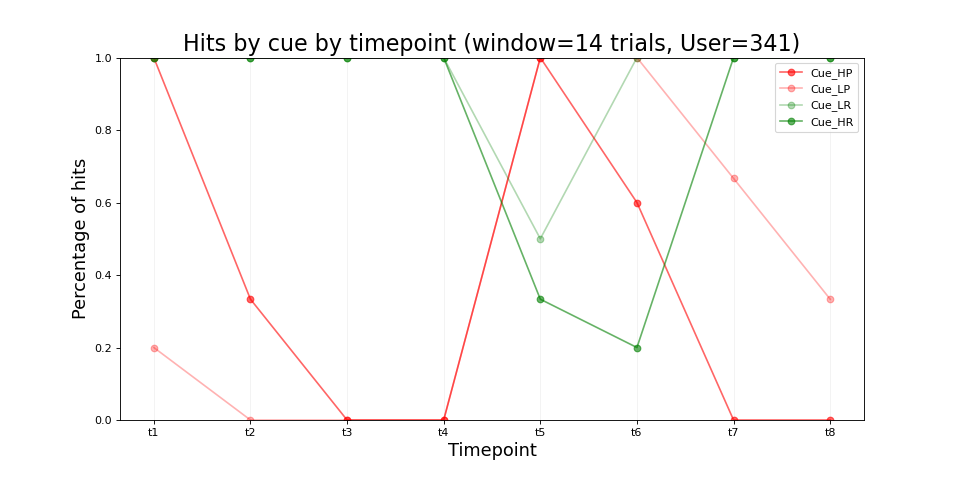 Hits by cue by timepoint (window=14 trials, User=341)
Percentage of hits
1.0
0.8
0.6
0.4
0.2
0.0
Cue_HP
Cue_LP
Cue_LR
Cue_HR
t1 t2 t3 t4 t5 t6 t7 t8
Timepoint